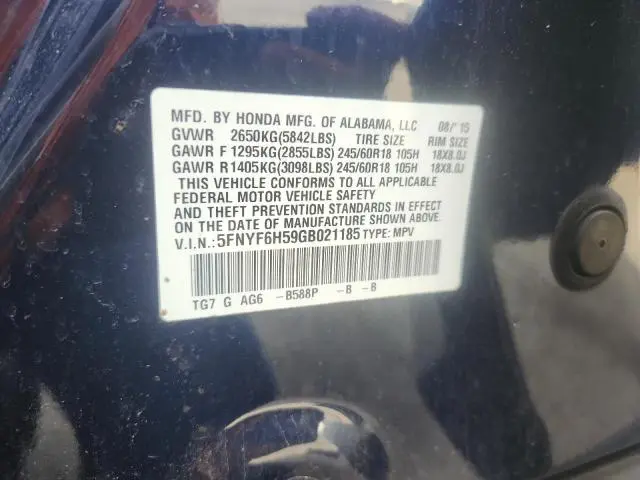 MFD. BY HONDA MFG. OF ALABAMA, LLC 08/'15
GVWR 2650KG(5842LBS) TIRE SIZE RIM SIZE
GAWR F 1295KG(2855LBS) 245/60R18 105H 18X8.0J
GAWR R1405KG(3098LBS) 245/60R18 105H 18X8.0J
THIS VEHICLE CONFORMS TO ALL APPLICABLE
FEDERAL MOTOR VEHICLE SAFETY
AND THEFT PREVENTION STANDARDS IN EFFECT
ON THE DATE OF MANUFACTURE SHOWN ABOVE.
V.I.N.: 5FNYF6H59GB021185 TYPE: MPV
TG7 G AG6 -B588P -B -B